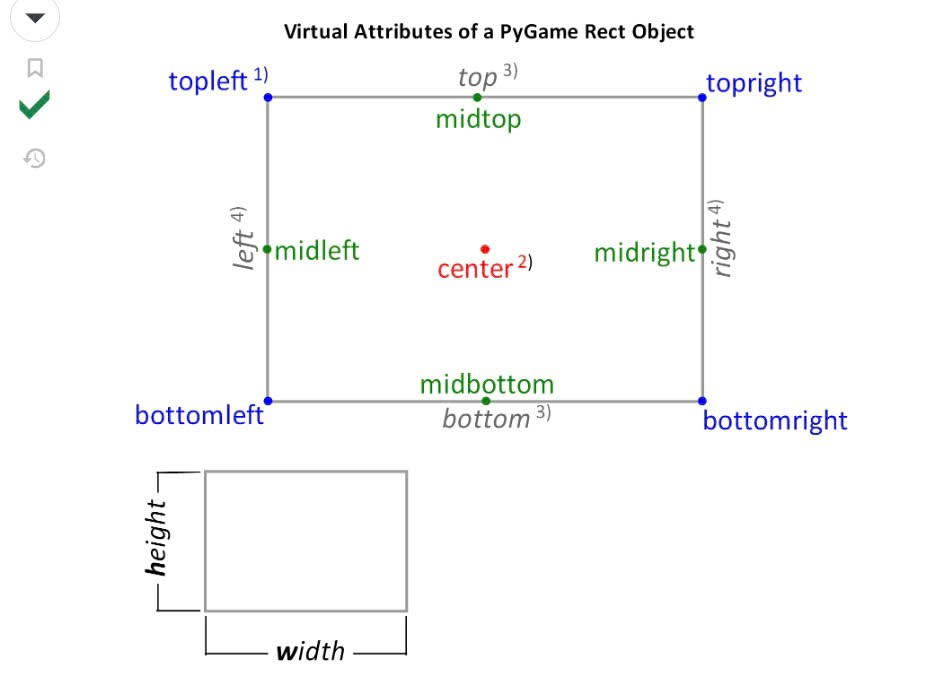 Virtual Attributes of a PyGame Rect Object
topleft 1)
top 3)
topright
midtop
left 4)
midleft
center 2)
midright
right 4)
midbottom
bottomleft
bottom 3)
bottomright
height
width